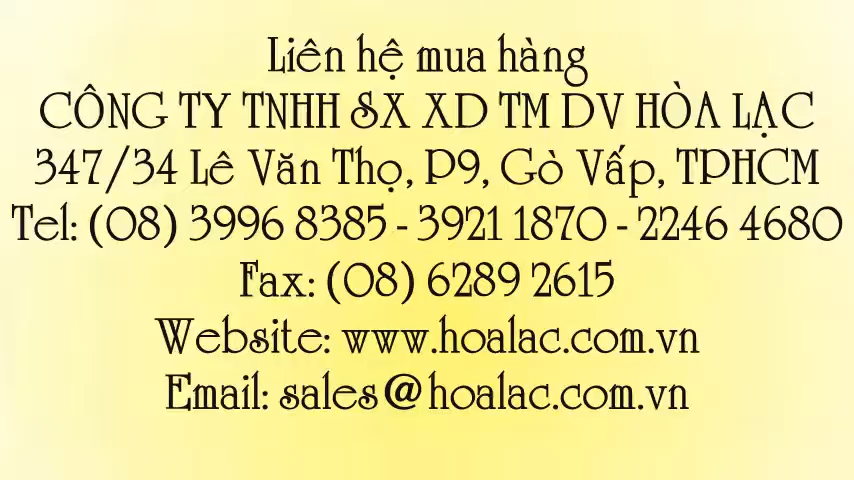 Liên hệ mua hàng
CÔNG TY TNHH SX XD TM DV HÒA LẠC
347/34 Lê Văn Thọ, P9, Gò Vấp, TPHCM
Tel: (08) 3996 8385 - 3921 1870 - 2246 4680
Fax: (08) 6289 2615
Website: www.hoalac.com.vn
Email: sales@hoalac.com.vn